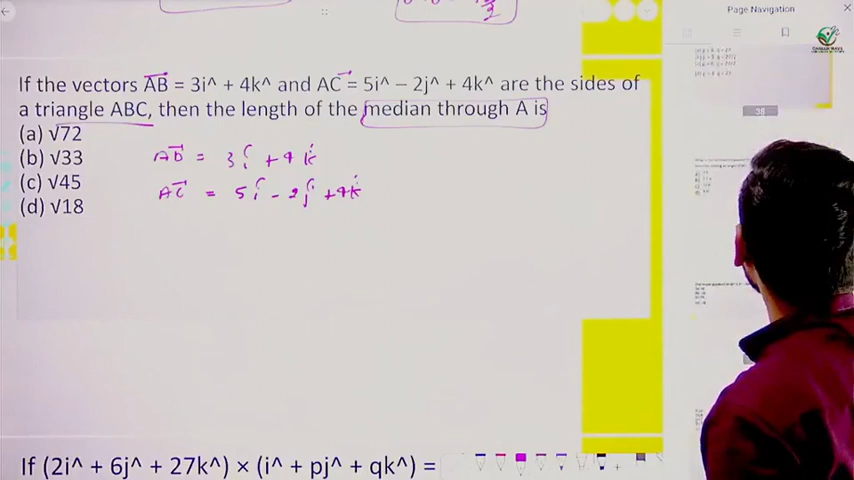 Page Navigation
If the vectors AB = 3i^ + 4k^ and AC = 5i^ − 2j^ + 4k^ are the sides of
a triangle ABC, then the length of the median through A is
(a) √72
(b) √33
(c) √45
(d) √18
AB = 3i + 4k
AC = 5i − 2j + 4k
38
If (2i^ + 6j^ + 27k^) × (i^ + pj^ + qk^) =